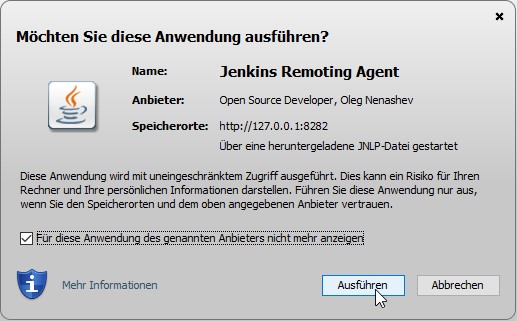 Möchten Sie diese Anwendung ausführen?
Name: Jenkins Remoting Agent
Anbieter: Open Source Developer, Oleg Nenashev
Speicherorte: http://127.0.0.1:8282
Über eine heruntergeladene JNLP-Datei gestartet
Diese Anwendung wird mit uneingeschränktem Zugriff ausgeführt. Dies kann ein Risiko für Ihren
Rechner und Ihre persönlichen Informationen darstellen. Führen Sie diese Anwendung nur aus,
wenn Sie den Speicherorten und dem oben angegebenen Anbieter vertrauen.
Für diese Anwendung des genannten Anbieters nicht mehr anzeigen
Mehr Informationen
Ausführen
Abbrechen